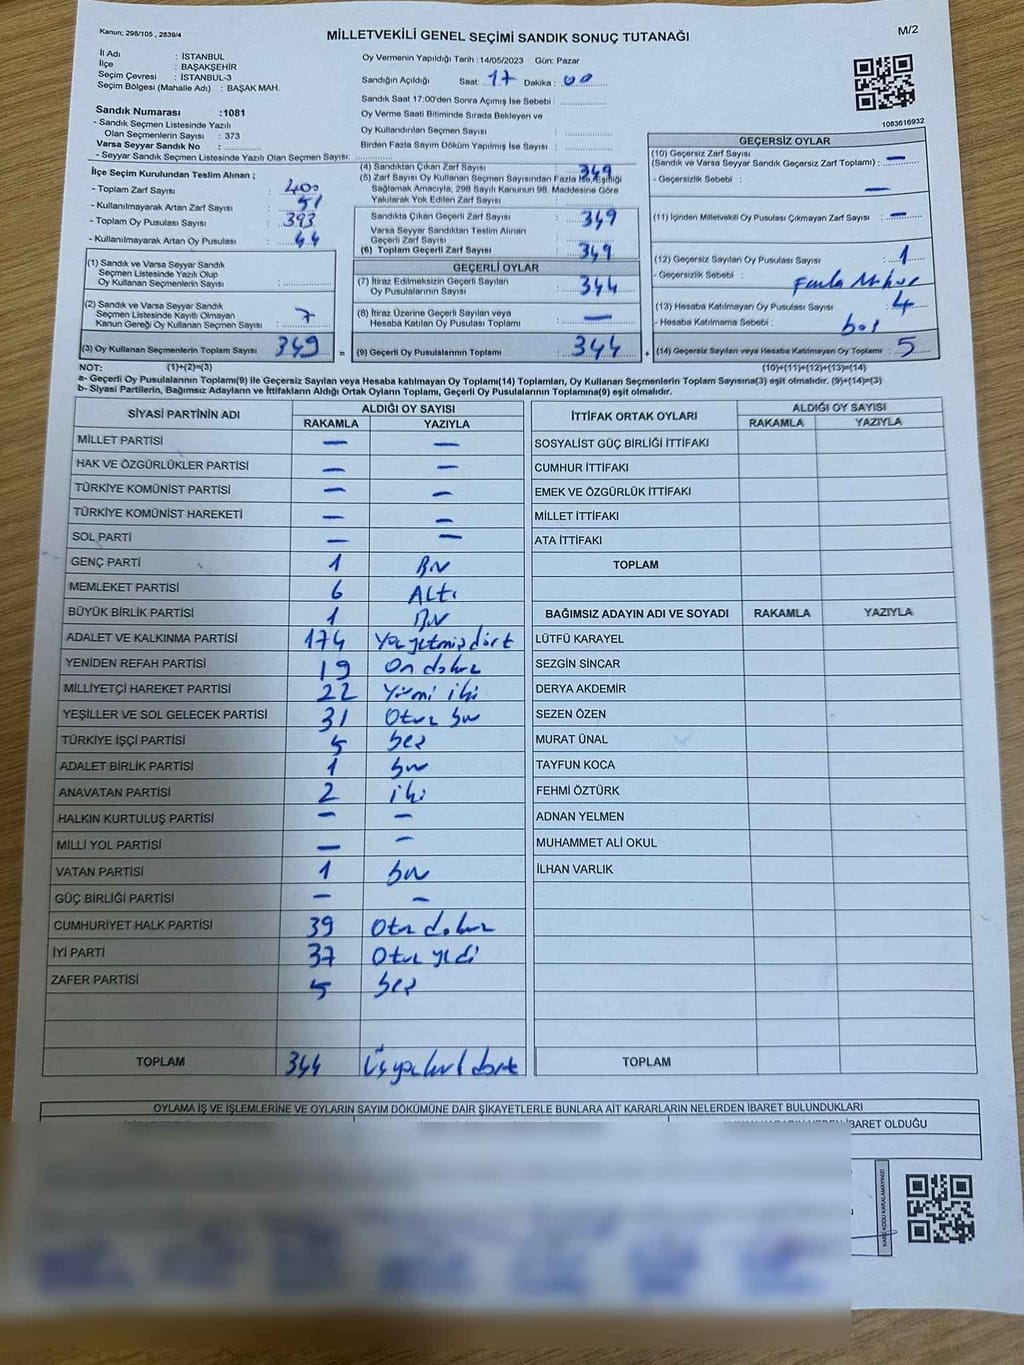 Kanun; 298/105 , 2839/4
MİLLETVEKİLİ GENEL SEÇİMİ SANDIK SONUÇ TUTANAĞI
M/2
İl Adı : İSTANBUL
İlçe : BAŞAKŞEHİR
Seçim Çevresi : İSTANBUL-3
Seçim Bölgesi (Mahalle Adı) : BAŞAK MAH.
Sandık Numarası :1081
- Sandık Seçmen Listesinde Yazılı
Olan Seçmenlerin Sayısı : 373
Varsa Seyyar Sandık No :
- Seyyar Sandık Seçmen Listesinde Yazılı Olan Seçmen Sayısı:
İlçe Seçim Kurulundan Teslim Alınan ;
- Toplam Zarf Sayısı : 400
- Kullanılmayarak Artan Zarf Sayısı : 51
- Toplam Oy Pusulası Sayısı : 393
- Kullanılmayarak Artan Oy Pusulası : 44
Oy Vermenin Yapıldığı Tarih : 14/05/2023 Gün: Pazar
Sandığın Açıldığı Saat: 17 Dakika : 00
Sandık Saat 17:00'den Sonra Açımış İse Sebebi :
Oy Verme Saati Bitiminde Sırada Bekleyen ve
Oy Kullandırılan Seçmen Sayısı :
Birden Fazla Sayım Döküm Yapılmış İse Sayısı :
(4) Sandıktan Çıkan Zarf Sayısı : 349
(5) Zarf Sayısı Oy Kullanan Seçmen Sayısından Fazla İse, Eşitliği
Sağlamak Amacıyla, 298 Sayılı Kanunun 98. Maddesine Göre
Yakılarak Yok Edilen Zarf Sayısı :
Sandıkta Çıkan Geçerli Zarf Sayısı : 349
Varsa Seyyar Sandıktan Teslim Alınan
Geçerli Zarf Sayısı :
(6) Toplam Geçerli Zarf Sayısı : 349
1083616932
GEÇERSİZ OYLAR
(10) Geçersiz Zarf Sayısı
(Sandık ve Varsa Seyyar Sandık Geçersiz Zarf Toplamı) : —
- Geçersizlik Sebebi : —
(11) İçinden Milletvekili Oy Pusulası Çıkmayan Zarf Sayısı : —
(12) Geçersiz Sayılan Oy Pusulası Sayısı : 1
- Geçersizlik Sebebi : Fazla Mühür
(13) Hesaba Katılmayan Oy Pusulası Sayısı : 4
- Hesaba Katılmama Sebebi : boş
(14) Geçersiz Sayılan veya Hesaba Katılmayan Oy Toplamı : 5
(1) Sandık ve Varsa Seyyar Sandık
Seçmen Listesinde Yazılı Olup
Oy Kullanan Seçmenlerin Sayısı :
(2) Sandık ve Varsa Seyyar Sandık
Seçmen Listesinde Kayıtlı Olmayan
Kanun Gereği Oy Kullanan Seçmen Sayısı : 7
(3) Oy Kullanan Seçmenlerin Toplam Sayısı 349 =
GEÇERLİ OYLAR
(7) İtiraz Edilmeksizin Geçerli Sayılan
Oy Pusulalarının Sayısı : 344
(8) İtiraz Üzerine Geçerli Sayılan veya
Hesaba Katılan Oy Pusulası Toplamı : —
(9) Geçerli Oy Pusulalarının Toplamı : 344 +
NOT: (1)+(2)=(3) (10)+(11)+(12)+(13)=(14)
a- Geçerli Oy Pusulalarının Toplamı(9) ile Geçersiz Sayılan veya Hesaba katılmayan Oy Toplamı(14) Toplamları, Oy Kullanan Seçmenlerin Toplam Sayısına(3) eşit olmalıdır. (9)+(14)=(3)
b- Siyasi Partilerin, Bağımsız Adayların ve İttifakların Aldığı Ortak Oyların Toplamı, Geçerli Oy Pusulalarının Toplamına(9) eşit olmalıdır.
SİYASİ PARTİNİN ADI ALDIĞI OY SAYISI
RAKAMLA YAZIYLA
MİLLET PARTİSİ — —
HAK VE ÖZGÜRLÜKLER PARTİSİ — —
TÜRKİYE KOMÜNİST PARTİSİ — —
TÜRKİYE KOMÜNİST HAREKETİ — —
SOL PARTİ — —
GENÇ PARTİ 1 Bir
MEMLEKET PARTİSİ 6 Altı
BÜYÜK BİRLİK PARTİSİ 1 Bir
ADALET VE KALKINMA PARTİSİ 174 Yüzyetmişdört
YENİDEN REFAH PARTİSİ 19 On dokuz
MİLLİYETÇİ HAREKET PARTİSİ 22 Yirmi iki
YEŞİLLER VE SOL GELECEK PARTİSİ 31 Otuz bir
TÜRKİYE İŞÇİ PARTİSİ 5 beş
ADALET BİRLİK PARTİSİ 1 bir
ANAVATAN PARTİSİ 2 iki
HALKIN KURTULUŞ PARTİSİ — —
MİLLİ YOL PARTİSİ — —
VATAN PARTİSİ 1 bir
GÜÇ BİRLİĞİ PARTİSİ — —
CUMHURİYET HALK PARTİSİ 39 Otuz dokuz
İYİ PARTİ 37 Otuz yedi
ZAFER PARTİSİ 5 beş
TOPLAM 344 Üçyüzkırkdört
İTTİFAK ORTAK OYLARI ALDIĞI OY SAYISI
RAKAMLA YAZIYLA
SOSYALİST GÜÇ BİRLİĞİ İTTİFAKI
CUMHUR İTTİFAKI
EMEK VE ÖZGÜRLÜK İTTİFAKI
MİLLET İTTİFAKI
ATA İTTİFAKI
TOPLAM
BAĞIMSIZ ADAYIN ADI VE SOYADI RAKAMLA YAZIYLA
LÜTFÜ KARAYEL
SEZGİN SİNCAR
DERYA AKDEMİR
SEZEN ÖZEN
MURAT ÜNAL
TAYFUN KOCA
FEHMİ ÖZTÜRK
ADNAN YELMEN
MUHAMMET ALİ OKUL
İLHAN VARLIK
TOPLAM
OYLAMA İŞ VE İŞLEMLERİNE VE OYLARIN SAYIM DÖKÜMÜNE DAİR ŞİKAYETLERLE BUNLARA AİT KARARLARIN NELERDEN İBARET BULUNDUKLARI
İBARET OLDUĞU
KARE KODU KARALAMAYINIZ!